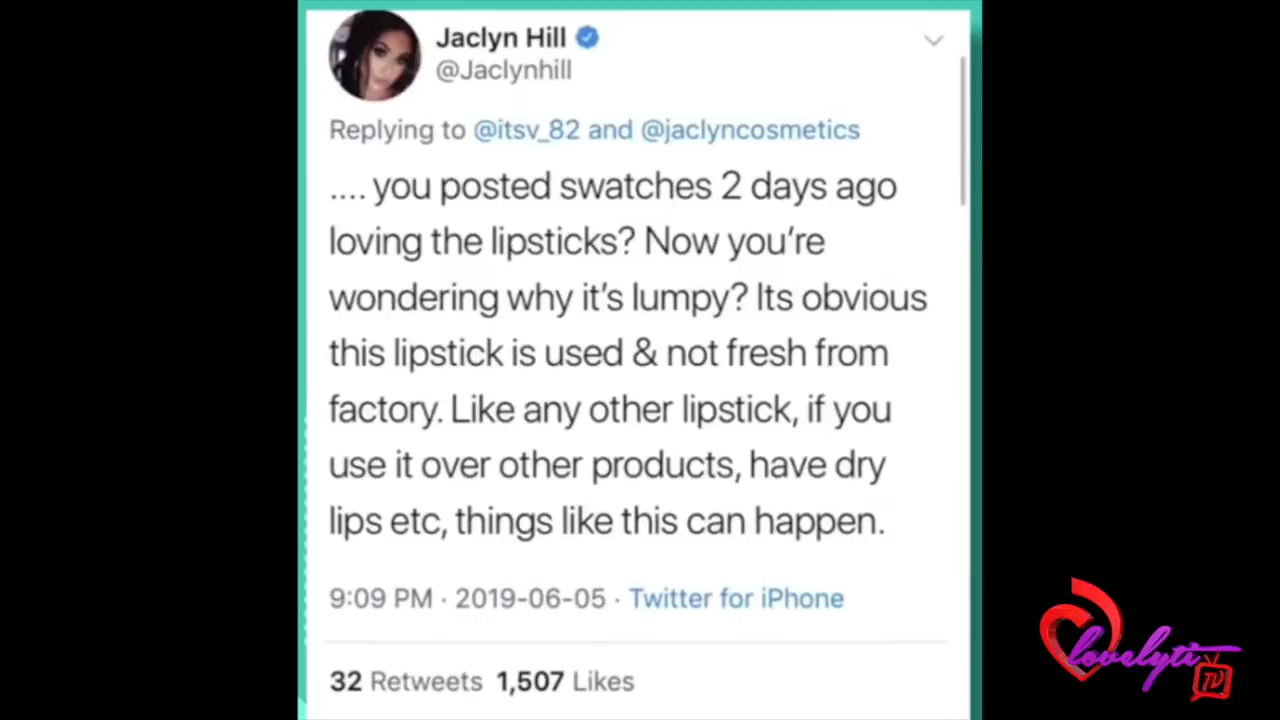 Jaclyn Hill
@Jaclynhill
Replying to @itsv_82 and @jaclyncosmetics
.... you posted swatches 2 days ago
loving the lipsticks? Now you’re
wondering why it’s lumpy? Its obvious
this lipstick is used & not fresh from
factory. Like any other lipstick, if you
use it over other products, have dry
lips etc, things like this can happen.
9:09 PM · 2019-06-05 · Twitter for iPhone
32 Retweets 1,507 Likes
lovelyti
TV